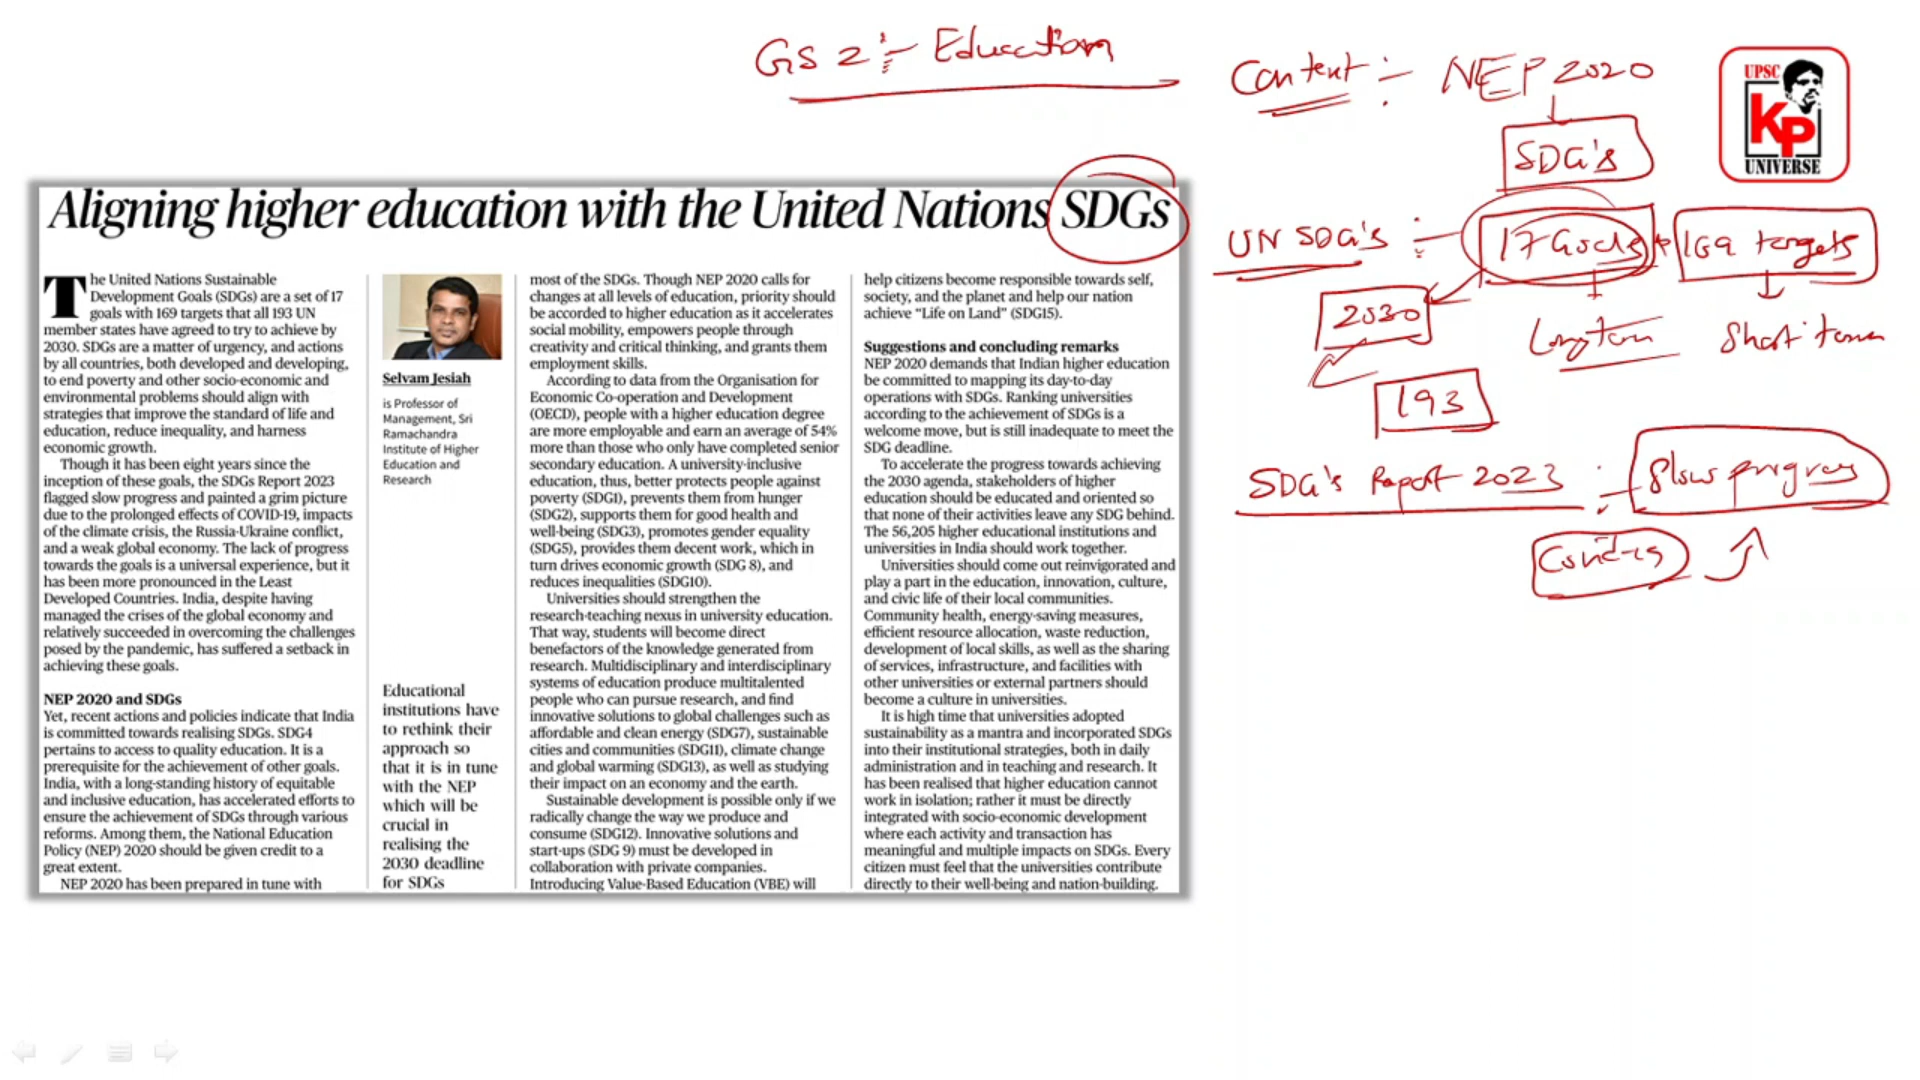 GS 2 :- Education
Context :- NEP 2020
SDG's
UPSC
KP
UNIVERSE
UN SDG's :- 17 Goals + 169 targets
2030
Long term
Short term
193
SDG's Report 2023 :- Slow progress
Covid-19
Aligning higher education with the United Nations SDGs
The United Nations Sustainable
Development Goals (SDGs) are a set of 17
goals with 169 targets that all 193 UN
member states have agreed to try to achieve by
2030. SDGs are a matter of urgency, and actions
by all countries, both developed and developing,
to end poverty and other socio-economic and
environmental problems should align with
strategies that improve the standard of life and
education, reduce inequality, and harness
economic growth.
Though it has been eight years since the
inception of these goals, the SDGs Report 2023
flagged slow progress and painted a grim picture
due to the prolonged effects of COVID-19, impacts
of the climate crisis, the Russia-Ukraine conflict,
and a weak global economy. The lack of progress
towards the goals is a universal experience, but it
has been more pronounced in the Least
Developed Countries. India, despite having
managed the crises of the global economy and
relatively succeeded in overcoming the challenges
posed by the pandemic, has suffered a setback in
achieving these goals.
NEP 2020 and SDGs
Yet, recent actions and policies indicate that India
is committed towards realising SDGs. SDG4
pertains to access to quality education. It is a
prerequisite for the achievement of other goals.
India, with a long-standing history of equitable
and inclusive education, has accelerated efforts to
ensure the achievement of SDGs through various
reforms. Among them, the National Education
Policy (NEP) 2020 should be given credit to a
great extent.
NEP 2020 has been prepared in tune with
Selvam Jesiah
is Professor of
Management, Sri
Ramachandra
Institute of Higher
Education and
Research
Educational
institutions have
to rethink their
approach so
that it is in tune
with the NEP
which will be
crucial in
realising the
2030 deadline
for SDGs
most of the SDGs. Though NEP 2020 calls for
changes at all levels of education, priority should
be accorded to higher education as it accelerates
social mobility, empowers people through
creativity and critical thinking, and grants them
employment skills.
According to data from the Organisation for
Economic Co-operation and Development
(OECD), people with a higher education degree
are more employable and earn an average of 54%
more than those who only have completed senior
secondary education. A university-inclusive
education, thus, better protects people against
poverty (SDG1), prevents them from hunger
(SDG2), supports them for good health and
well-being (SDG3), promotes gender equality
(SDG5), provides them decent work, which in
turn drives economic growth (SDG 8), and
reduces inequalities (SDG10).
Universities should strengthen the
research-teaching nexus in university education.
That way, students will become direct
benefactors of the knowledge generated from
research. Multidisciplinary and interdisciplinary
systems of education produce multitalented
people who can pursue research, and find
innovative solutions to global challenges such as
affordable and clean energy (SDG7), sustainable
cities and communities (SDG11), climate change
and global warming (SDG13), as well as studying
their impact on an economy and the earth.
Sustainable development is possible only if we
radically change the way we produce and
consume (SDG12). Innovative solutions and
start-ups (SDG 9) must be developed in
collaboration with private companies.
Introducing Value-Based Education (VBE) will
help citizens become responsible towards self,
society, and the planet and help our nation
achieve “Life on Land” (SDG15).
Suggestions and concluding remarks
NEP 2020 demands that Indian higher education
be committed to mapping its day-to-day
operations with SDGs. Ranking universities
according to the achievement of SDGs is a
welcome move, but is still inadequate to meet the
SDG deadline.
To accelerate the progress towards achieving
the 2030 agenda, stakeholders of higher
education should be educated and oriented so
that none of their activities leave any SDG behind.
The 56,205 higher educational institutions and
universities in India should work together.
Universities should come out reinvigorated and
play a part in the education, innovation, culture,
and civic life of their local communities.
Community health, energy-saving measures,
efficient resource allocation, waste reduction,
development of local skills, as well as the sharing
of services, infrastructure, and facilities with
other universities or external partners should
become a culture in universities.
It is high time that universities adopted
sustainability as a mantra and incorporated SDGs
into their institutional strategies, both in daily
administration and in teaching and research. It
has been realised that higher education cannot
work in isolation; rather it must be directly
integrated with socio-economic development
where each activity and transaction has
meaningful and multiple impacts on SDGs. Every
citizen must feel that the universities contribute
directly to their well-being and nation-building.